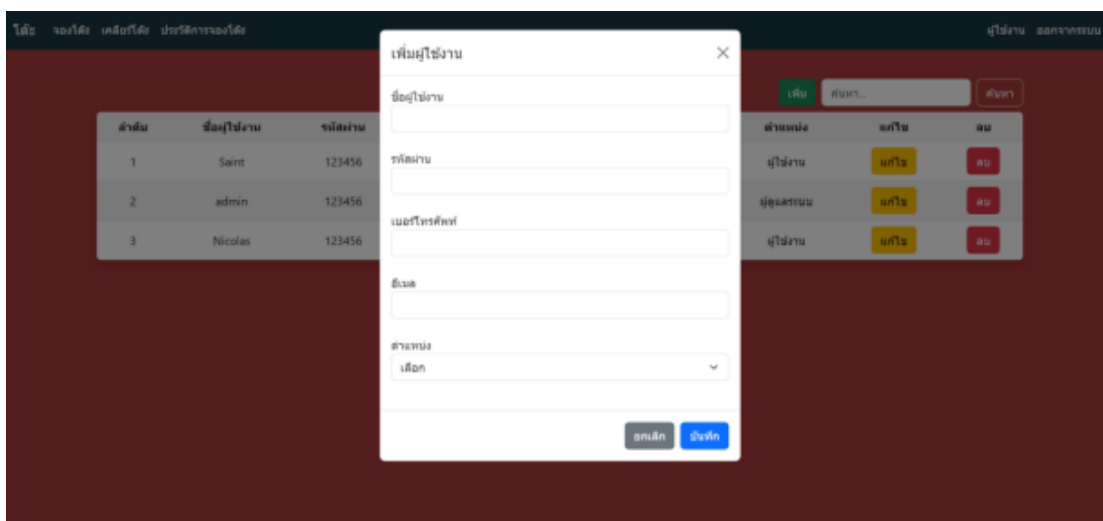 โต๊ะ จองโต๊ะ เคลียร์โต๊ะ ประวัติการจองโต๊ะ ผู้ใช้งาน ออกจากระบบ
เพิ่มผู้ใช้งาน
ชื่อผู้ใช้งาน
เพิ่ม ค้นหา... ค้นหา
ลำดับ ชื่อผู้ใช้งาน รหัสผ่าน ตำแหน่ง แก้ไข ลบ
1 Saint 123456 ผู้ใช้งาน แก้ไข ลบ
รหัสผ่าน
2 admin 123456 ผู้ดูแลระบบ แก้ไข ลบ
เบอร์โทรศัพท์
3 Nicolas 123456 ผู้ใช้งาน แก้ไข ลบ
อีเมล
ตำแหน่ง
เลือก
ยกเลิก บันทึก